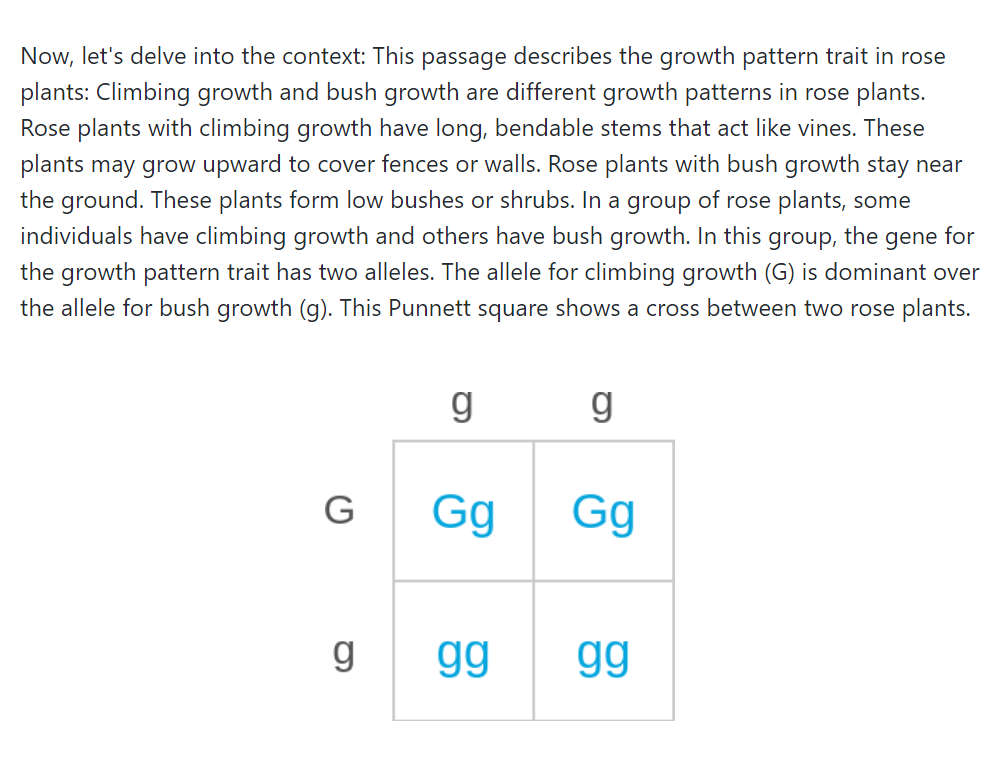 Now, let's delve into the context: This passage describes the growth pattern trait in rose
plants: Climbing growth and bush growth are different growth patterns in rose plants.
Rose plants with climbing growth have long, bendable stems that act like vines. These
plants may grow upward to cover fences or walls. Rose plants with bush growth stay near
the ground. These plants form low bushes or shrubs. In a group of rose plants, some
individuals have climbing growth and others have bush growth. In this group, the gene for
the growth pattern trait has two alleles. The allele for climbing growth (G) is dominant over
the allele for bush growth (g). This Punnett square shows a cross between two rose plants.
g g
G Gg Gg
g gg gg